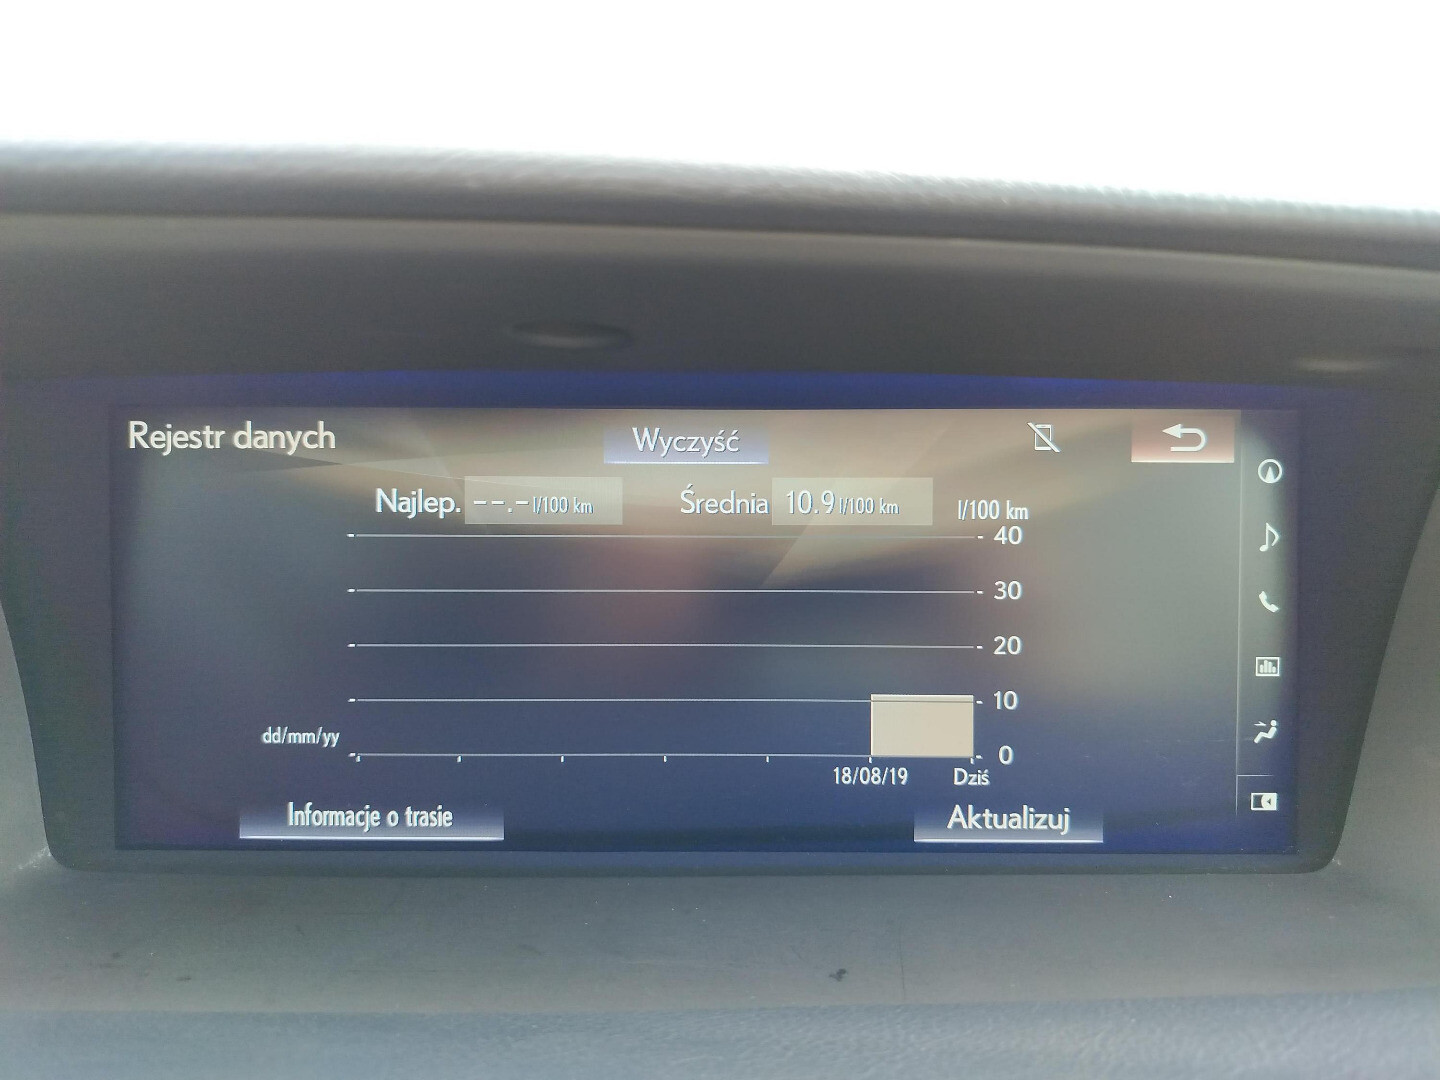 Rejestr danych
Wyczyść
Najlep. --.- l/100 km
Średnia 10.9 l/100 km
l/100 km
40
30
20
10
dd/mm/yy
0
18/08/19 Dziś
Informacje o trasie
Aktualizuj